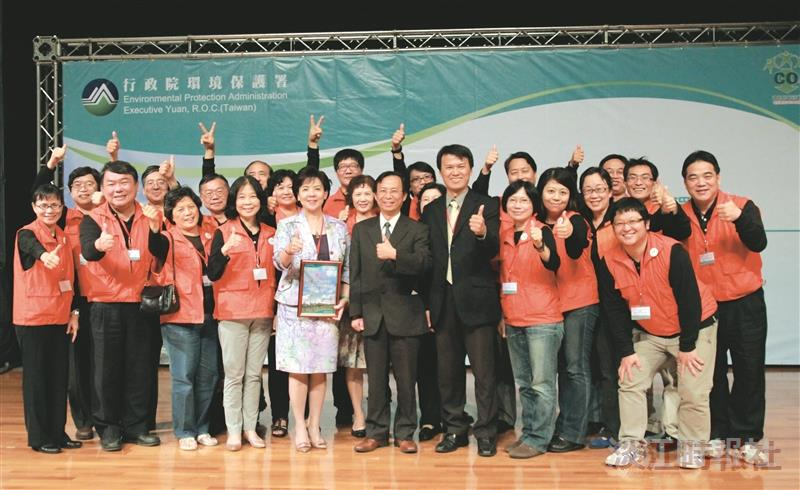 行政院環境保護署
Environmental Protection Administration
Executive Yuan, R.O.C.(Taiwan)
CO
淡江時報社